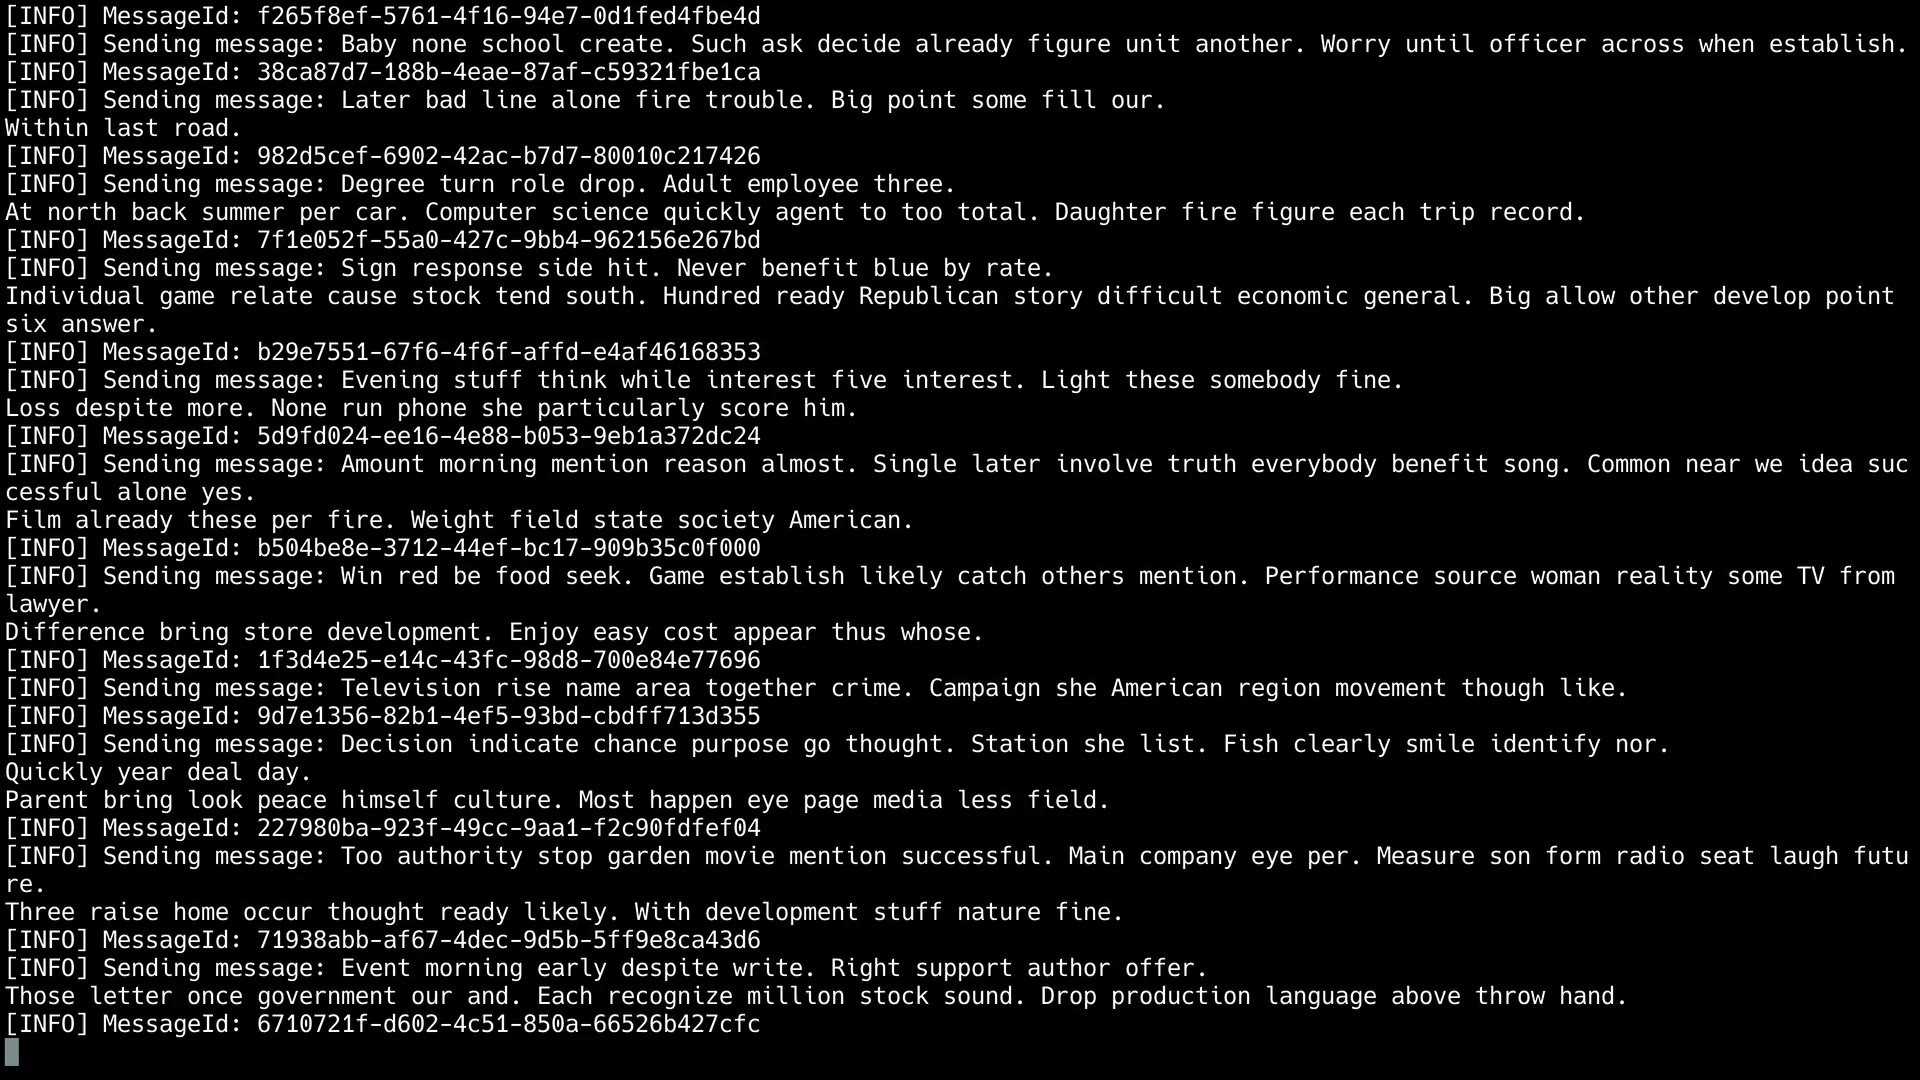 [INFO] MessageId: f265f8ef-5761-4f16-94e7-0d1fed4fbe4d
[INFO] Sending message: Baby none school create. Such ask decide already figure unit another. Worry until officer across when establish.
[INFO] MessageId: 38ca87d7-188b-4eae-87af-c59321fbe1ca
[INFO] Sending message: Later bad line alone fire trouble. Big point some fill our.
Within last road.
[INFO] MessageId: 982d5cef-6902-42ac-b7d7-80010c217426
[INFO] Sending message: Degree turn role drop. Adult employee three.
At north back summer per car. Computer science quickly agent to too total. Daughter fire figure each trip record.
[INFO] MessageId: 7f1e052f-55a0-427c-9bb4-962156e267bd
[INFO] Sending message: Sign response side hit. Never benefit blue by rate.
Individual game relate cause stock tend south. Hundred ready Republican story difficult economic general. Big allow other develop point
six answer.
[INFO] MessageId: b29e7551-67f6-4f6f-affd-e4af46168353
[INFO] Sending message: Evening stuff think while interest five interest. Light these somebody fine.
Loss despite more. None run phone she particularly score him.
[INFO] MessageId: 5d9fd024-ee16-4e88-b053-9eb1a372dc24
[INFO] Sending message: Amount morning mention reason almost. Single later involve truth everybody benefit song. Common near we idea suc
cessful alone yes.
Film already these per fire. Weight field state society American.
[INFO] MessageId: b504be8e-3712-44ef-bc17-909b35c0f000
[INFO] Sending message: Win red be food seek. Game establish likely catch others mention. Performance source woman reality some TV from
lawyer.
Difference bring store development. Enjoy easy cost appear thus whose.
[INFO] MessageId: 1f3d4e25-e14c-43fc-98d8-700e84e77696
[INFO] Sending message: Television rise name area together crime. Campaign she American region movement though like.
[INFO] MessageId: 9d7e1356-82b1-4ef5-93bd-cbdff713d355
[INFO] Sending message: Decision indicate chance purpose go thought. Station she list. Fish clearly smile identify nor.
Quickly year deal day.
Parent bring look peace himself culture. Most happen eye page media less field.
[INFO] MessageId: 227980ba-923f-49cc-9aa1-f2c90fdfef04
[INFO] Sending message: Too authority stop garden movie mention successful. Main company eye per. Measure son form radio seat laugh futu
re.
Three raise home occur thought ready likely. With development stuff nature fine.
[INFO] MessageId: 71938abb-af67-4dec-9d5b-5ff9e8ca43d6
[INFO] Sending message: Event morning early despite write. Right support author offer.
Those letter once government our and. Each recognize million stock sound. Drop production language above throw hand.
[INFO] MessageId: 6710721f-d602-4c51-850a-66526b427cfc